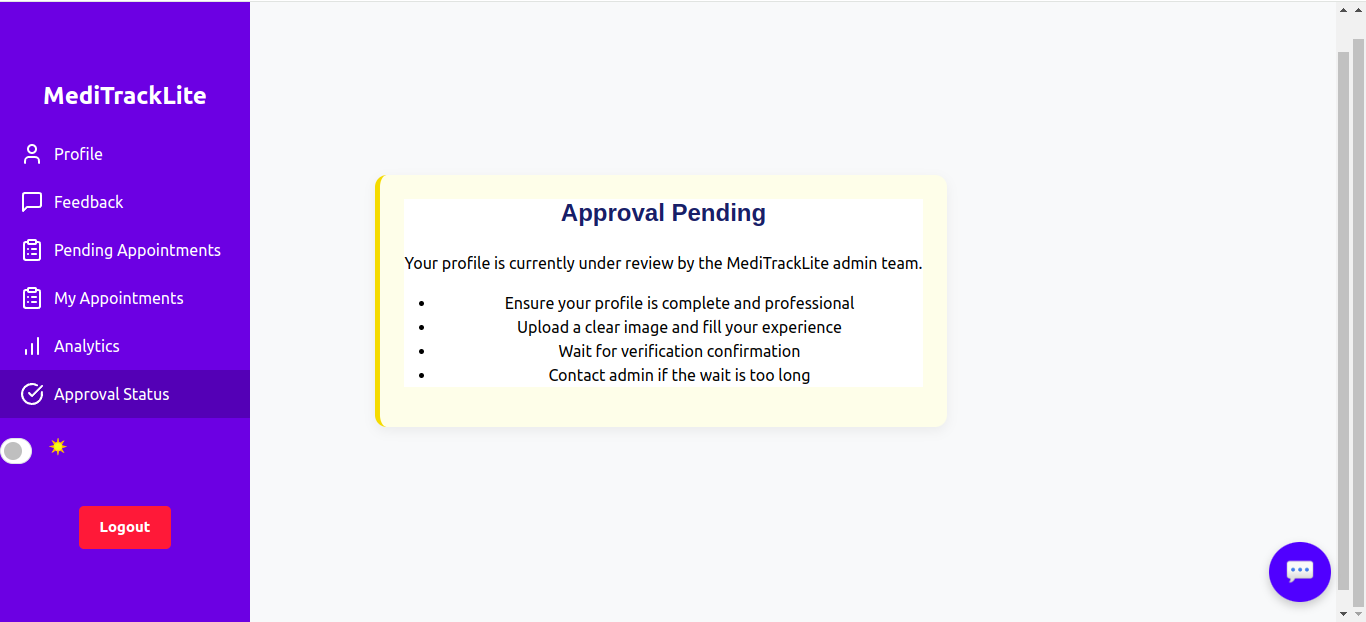 MediTrackLite
Profile
Feedback
Pending Appointments
My Appointments
Analytics
Approval Status
Logout
Approval Pending
Your profile is currently under review by the MediTrackLite admin team.
• Ensure your profile is complete and professional
• Upload a clear image and fill your experience
• Wait for verification confirmation
• Contact admin if the wait is too long